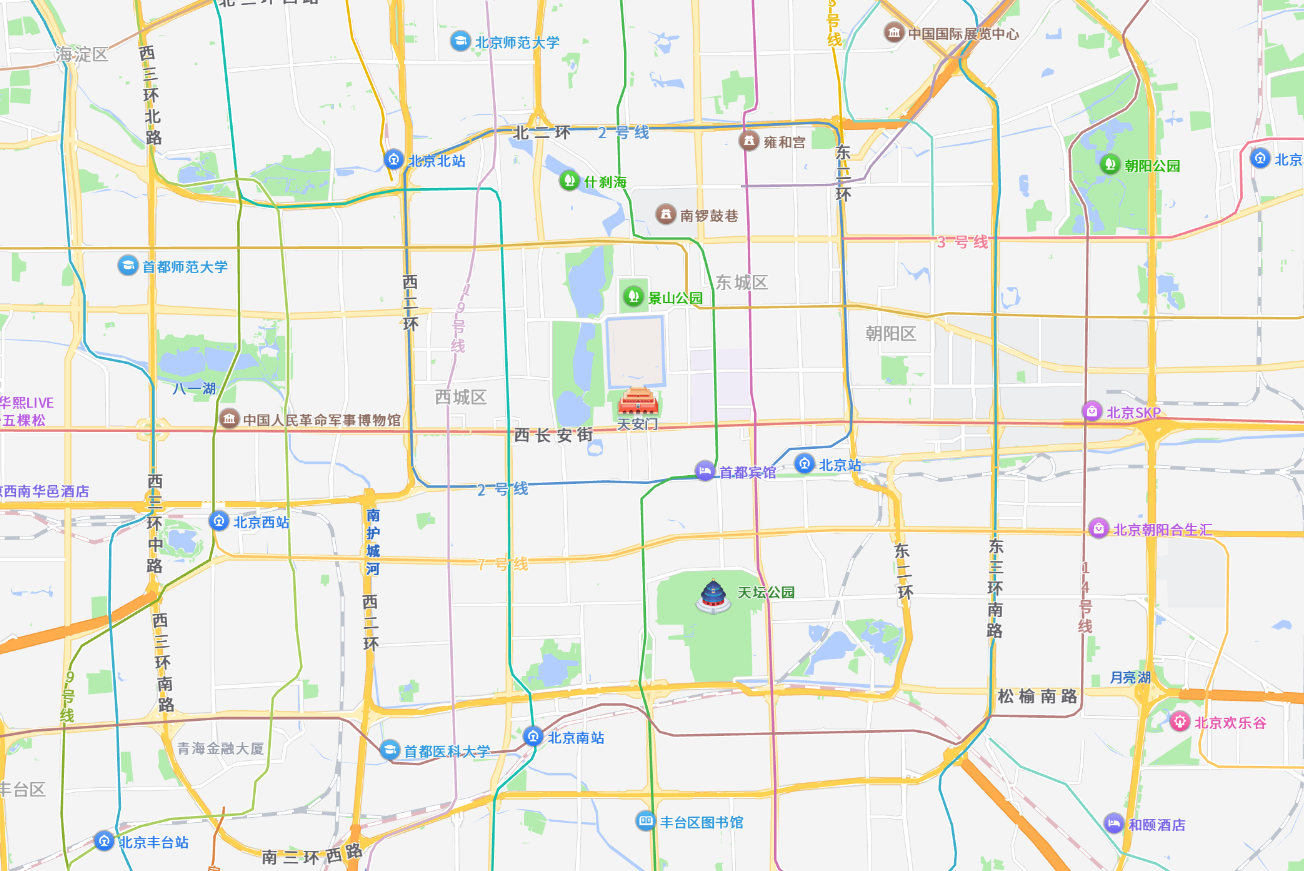 北三环西路
3号线
中国国际展览中心
海淀区
西三环北路
北京师范大学
北二环
2号线
雍和宫
东二环
北京北站
什刹海
朝阳公园
北京
南锣鼓巷
3号线
首都师范大学
西二环
19号线
景山公园
东城区
朝阳区
八一湖
西城区
华熙LIVE
五棵松
中国人民革命军事博物馆
天安门
西长安街
北京SKP
首都宾馆
北京站
西南华邑酒店
西三环中路
2号线
北京西站
南护城河
北京朝阳合生汇
7号线
东二环
东三环南路
14号线
天坛公园
西二环
西三环南路
9号线
月亮湖
松榆南路
北京欢乐谷
青海金融大厦
首都医科大学
北京南站
丰台区
北京丰台站
丰台区图书馆
和颐酒店
南三环西路